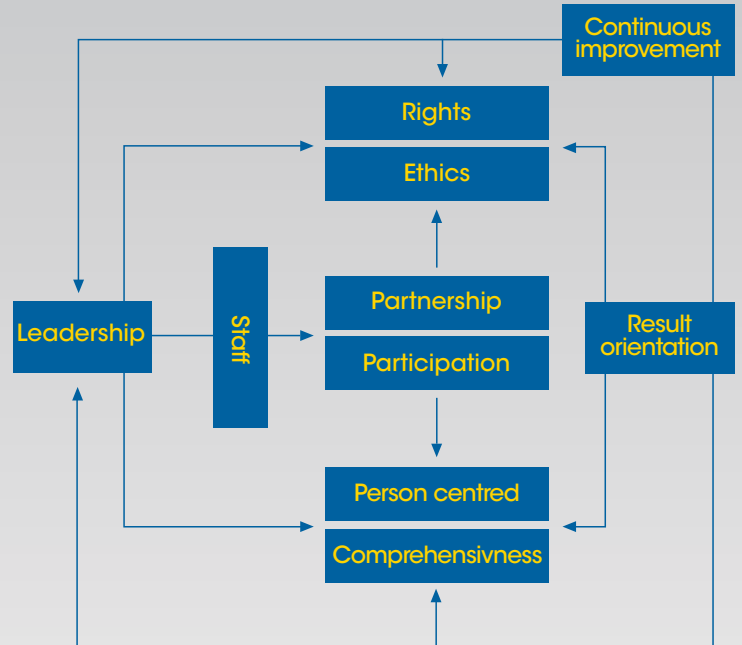 Continuous
improvement
Rights
Ethics
Partnership
Leadership
Staff
Participation
Result
orientation
Person centred
Comprehensivness